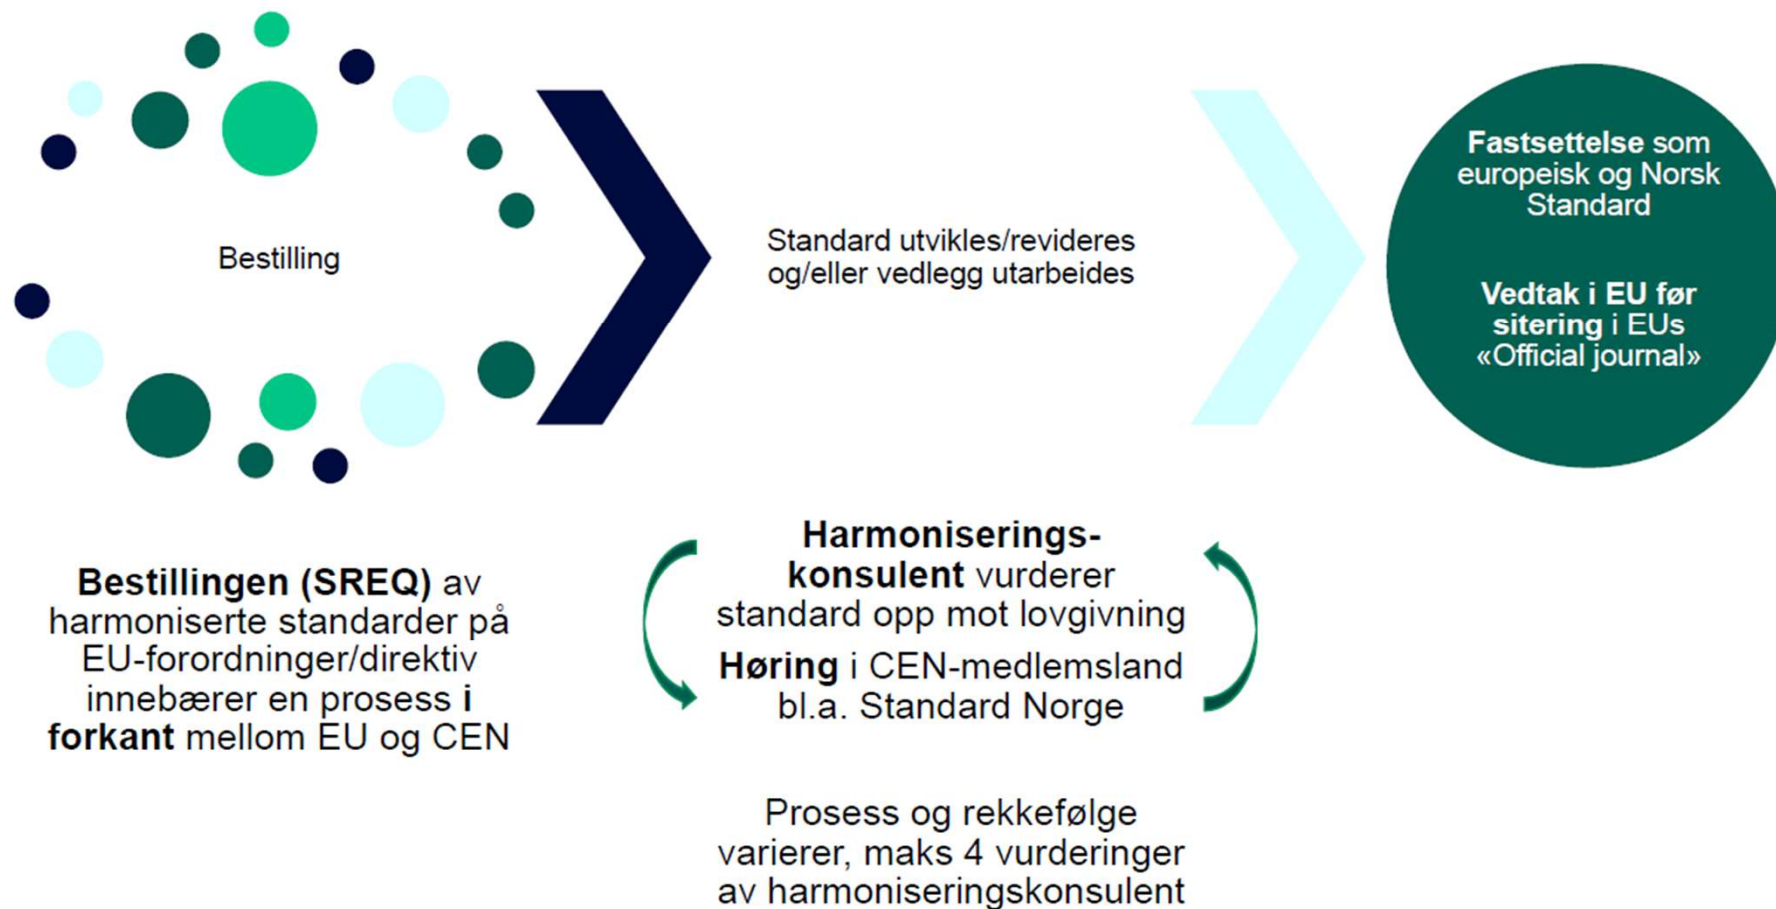 Bestilling
Bestillingen (SREQ) av
harmoniserte standarder på
EU-forordninger/direktiv
innebærer en prosess i
forkant mellom EU og CEN
Standard utvikles/revideres
og/eller vedlegg utarbeides
Harmoniserings-
konsulent vurderer
standard opp mot lovgivning
Høring i CEN-medlemsland
bl.a. Standard Norge
Prosess og rekkefølge
varierer, maks 4 vurderinger
av harmoniseringskonsulent
Fastsettelse som
europeisk og Norsk
Standard
Vedtak i EU før
sitering i EUs
«Official journal»